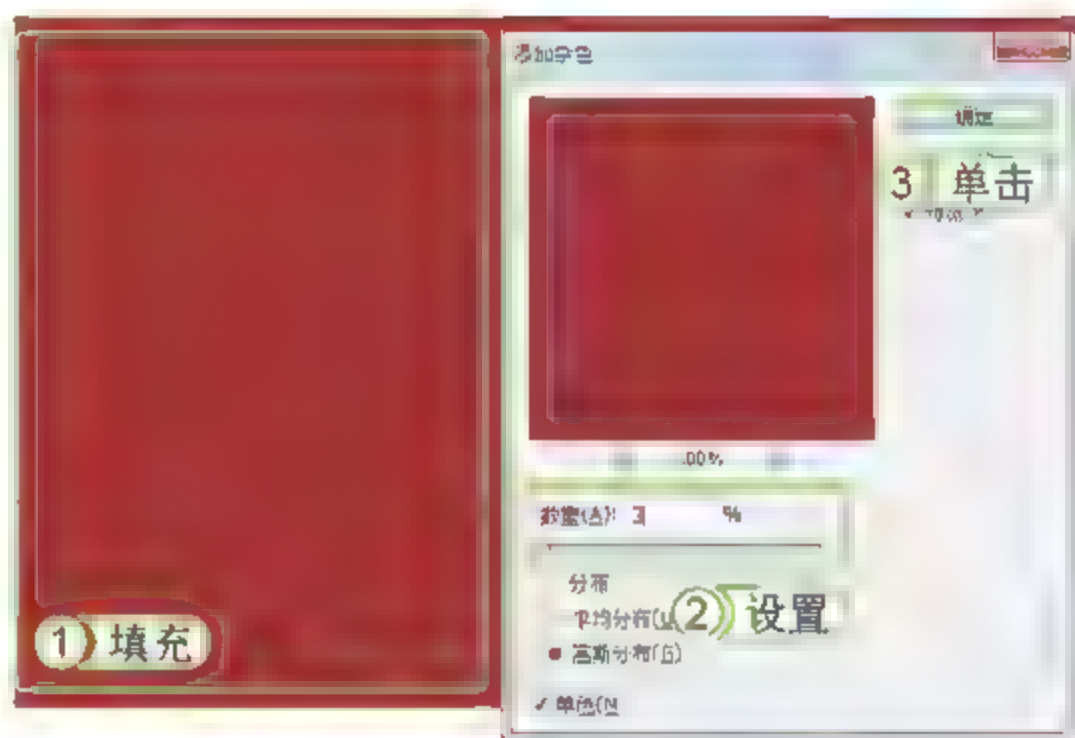 添加杂色
确定
3 单击
100%
数量(A): 3 %
分布
平均分布(U)
② 设置
高斯分布(G)
① 填充
单色(M)